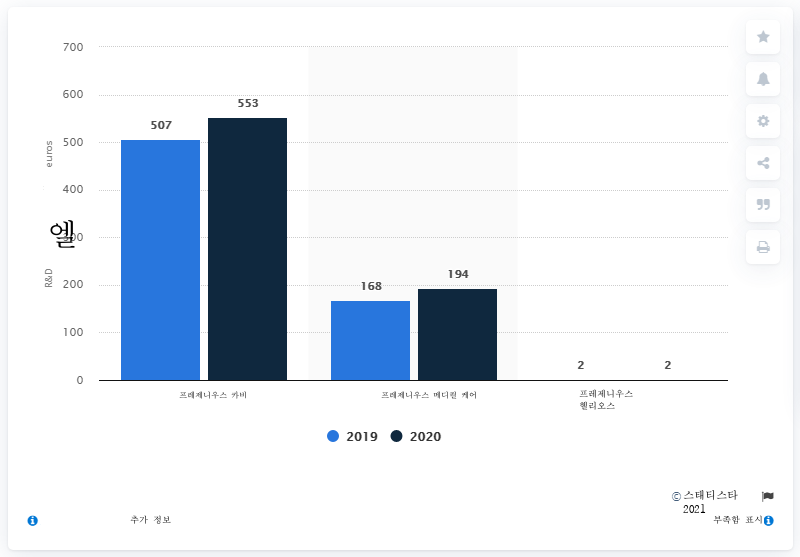 700
600
553
507
euros
500
400
엘
300
R&D
200
194
168
100
2
2
0
프레제니우스 카비
프레제니우스 메디컬 케어
프레제니우스
헬리오스
2019 2020
© 스태티스타
2021
추가 정보
부족함 표시